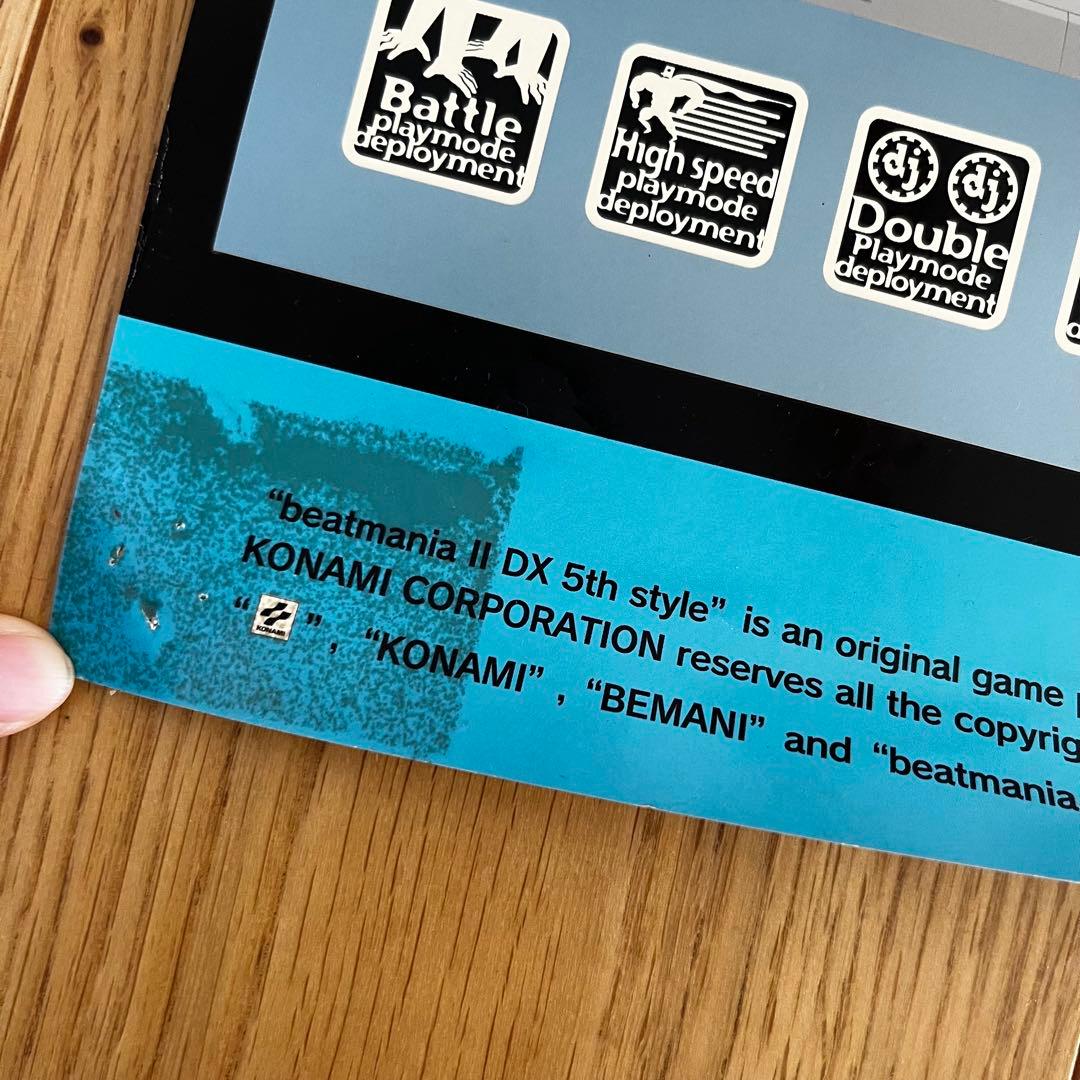 Battle
playmode
deployment
High speed
playmode
deployment
dj dj
Double
Playmode
deployment
"beatmania II DX 5th style" is an original game
KONAMI CORPORATION reserves all the copyrig
" KONAMI ", "KONAMI", "BEMANI" and "beatmania